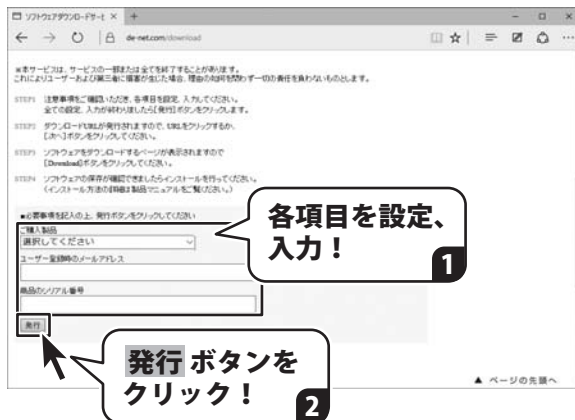 ソフトウェアダウンロードサービ
de-net.com/download
※本サービスは、サービスの一部または全てを終了することがあります。
これによりユーザーおよび第三者に損害が生じた場合、理由の如何を問わず一切の責任を負わないものとします。
STEP1 注意事項をご確認いただき、各項目を設定、入力してください。
全ての設定、入力が終わりましたら[発行]ボタンをクリックします。
STEP2 ダウンロードURLが発行されますので、URLをクリックするか、
[次へ]ボタンをクリックしてください。
STEP3 ソフトウェアをダウンロードするページが表示されますので
[Download]ボタンをクリックしてください。
STEP4 ソフトウェアの保存が確認できましたらインストールを行ってください。
(インストール方法の詳細は製品マニュアルをご覧ください。)
■必要事項を記入の上、発行ボタンをクリックしてください
ご購入製品
選択してください
ユーザー登録時のメールアドレス
商品のシリアル番号
発行
各項目を設定、
入力!
1
発行 ボタンを
クリック!
2
▲ ページの先頭へ